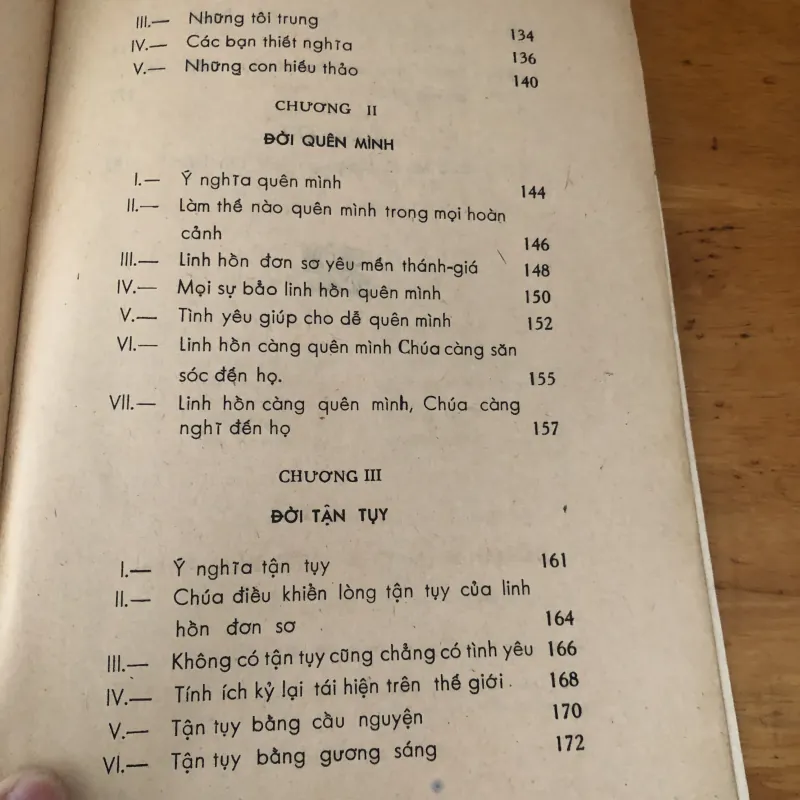 III.— Những tôi trung 134
IV.— Các bạn thiết nghĩa 136
V.— Những con hiếu thảo 140
CHƯƠNG II
ĐỜI QUÊN MÌNH
I.— Ý nghĩa quên mình 144
II.— Làm thế nào quên mình trong mọi hoàn
cảnh 146
III.— Linh hồn đơn sơ yêu mến thánh-giá 148
IV.— Mọi sự bảo linh hồn quên mình 150
V.— Tình yêu giúp cho dễ quên mình 152
VI.— Linh hồn càng quên mình Chúa càng săn
sóc đến họ. 155
VII.— Linh hồn càng quên mình, Chúa càng
nghĩ đến họ 157
CHƯƠNG III
ĐỜI TẬN TỤY
I.— Ý nghĩa tận tụy 161
II.— Chúa điều khiển lòng tận tụy của linh
hồn đơn sơ 164
III.— Không có tận tụy cũng chẳng có tình yêu 166
IV.— Tính ích kỷ lại tái hiện trên thế giới. 168
V.— Tận tụy bằng cầu nguyện 170
VI.— Tận tụy bằng gương sáng 172